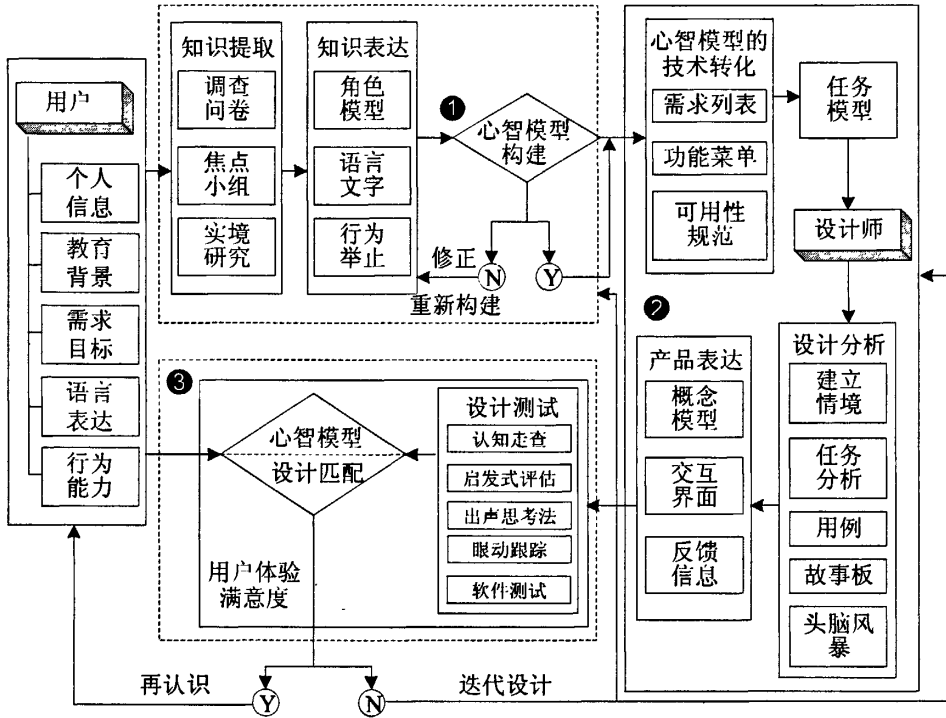 用户
个人
信息
教育
背景
需求
目标
语言
表达
行为
能力
知识提取
调查
问卷
焦点
小组
实境
研究
知识表达
角色
模型
语言
文字
行为
举止
❶
心智模型
构建
N
Y
修正
重新构建
心智模型的
技术转化
需求列表
功能菜单
可用性
规范
任务
模型
设计师
❷
设计分析
建立
情境
任务
分析
用例
故事板
头脑风
暴
产品表达
概念
模型
交互
界面
反馈
信息
❸
设计测试
认知走查
启发式评估
出声思考法
眼动跟踪
软件测试
心智模型
设计匹配
用户体验
满意度
Y
N
再认识
迭代设计